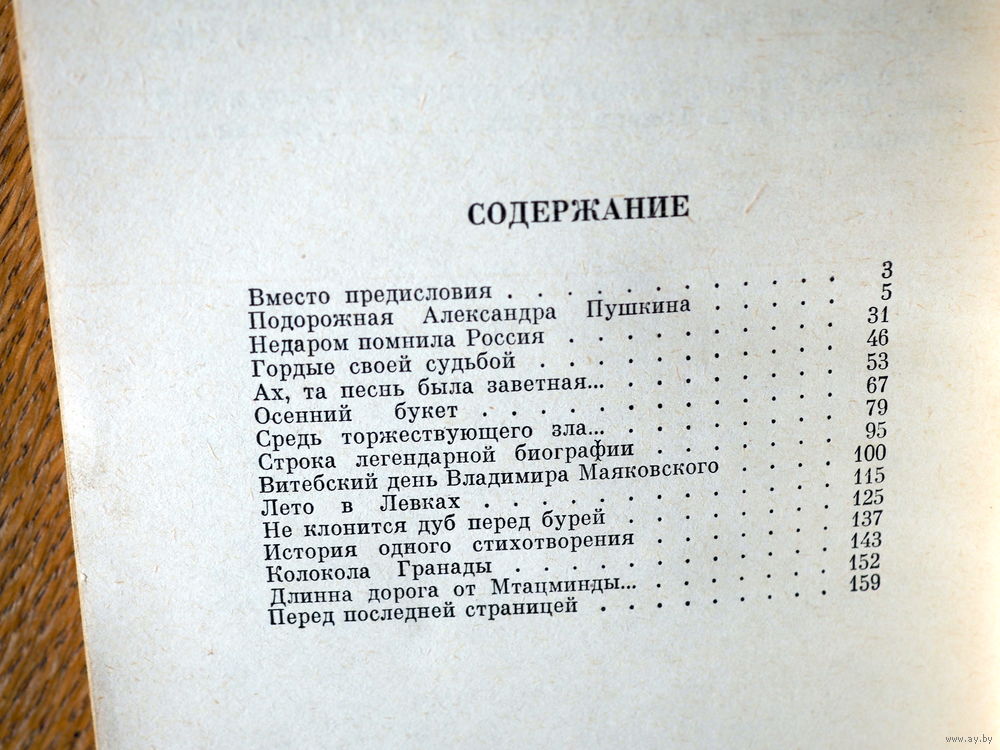 СОДЕРЖАНИЕ
Вместо предисловия . . . . . . . . . . . . 3
Подорожная Александра Пушкина . . . . . 5
Недаром помнила Россия . . . . . . . . . 31
Гордые своей судьбой . . . . . . . . . . 46
Ах, та песнь была заветная... . . . . . . . . 53
Осенний букет . . . . . . . . . . . . 67
Средь торжествующего зла... . . . . . . . . 79
Строка легендарной биографии . . . . . . . 95
Витебский день Владимира Маяковского . . . . 100
Лето в Левках . . . . . . . . . . . . 115
Не клонится дуб перед бурей . . . . . . . 125
История одного стихотворения . . . . . . 137
Колокола Гранады . . . . . . . . . . . 143
Длинна дорога от Мтацминды... . . . . . . 152
Перед последней страницей . . . . . . . . 159
www.ay.by